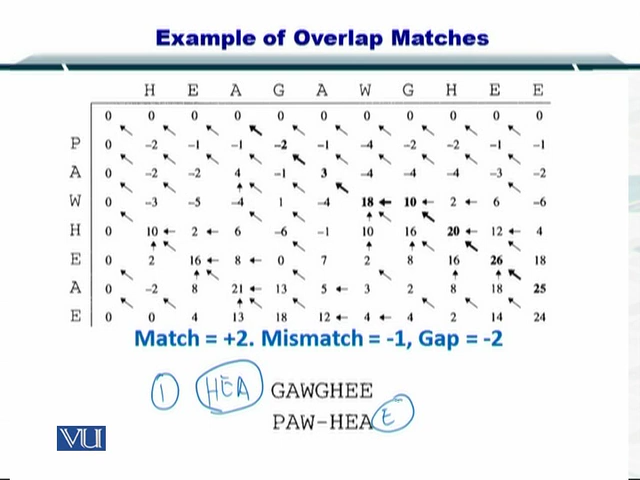 Example of Overlap Matches
H E A G A W G H E E
0 0 0 0 0 0 0 0 0 0 0
P 0 -2 -1 -1 -2 -1 -4 -2 -2 -1 -1
A 0 -2 -2 4 -1 3 -4 -4 -4 -3 -2
W 0 -3 -5 -4 1 -4 18 10 2 6 -6
H 0 10 2 6 -6 -1 10 16 20 12 4
E 0 2 16 8 0 7 2 8 16 26 18
A 0 -2 8 21 13 5 3 2 8 18 25
E 0 0 4 13 18 12 4 4 2 14 24
Match = +2. Mismatch = -1, Gap = -2
1 HEA GAWGHEE
PAW-HEA E
VU